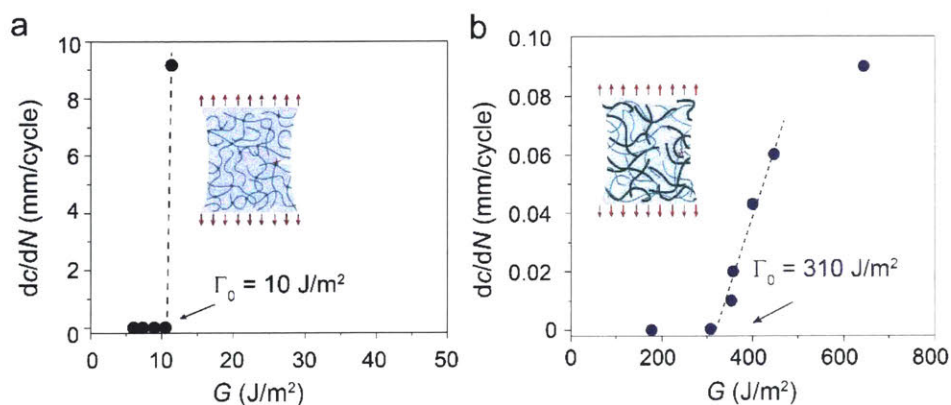 a
10
8
6
4
2
0
dc/dN (mm/cycle)
Γ₀ = 10 J/m²
0 10 20 30 40 50
G (J/m²)
b
0.10
0.08
0.06
0.04
0.02
0
dc/dN (mm/cycle)
Γ₀ = 310 J/m²
0 200 400 600 800
G (J/m²)